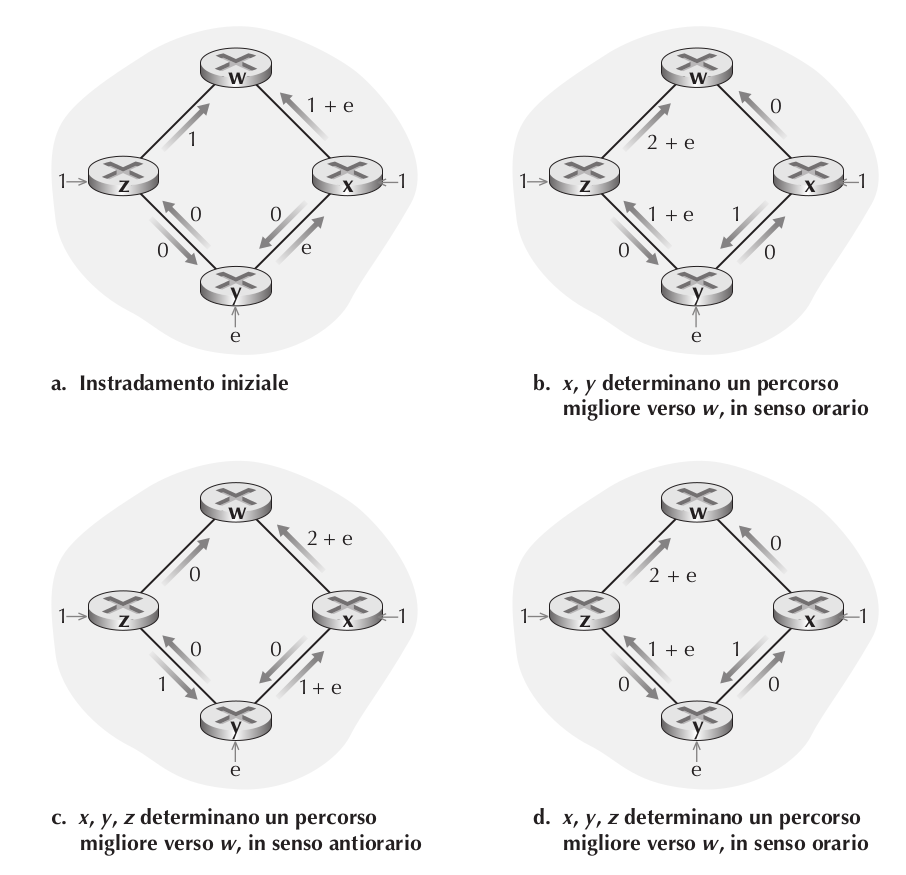 w
1 + e
1
1
z
x
1
0
0
0
e
y
e
a. Instradamento iniziale
w
0
2 + e
1
z
x
1
1 + e
1
0
0
y
e
b. x, y determinano un percorso
migliore verso w, in senso orario
w
2 + e
0
1
z
x
1
0
0
1
1 + e
y
e
c. x, y, z determinano un percorso
migliore verso w, in senso antiorario
w
0
2 + e
1
z
x
1
1 + e
1
0
0
y
e
d. x, y, z determinano un percorso
migliore verso w, in senso orario